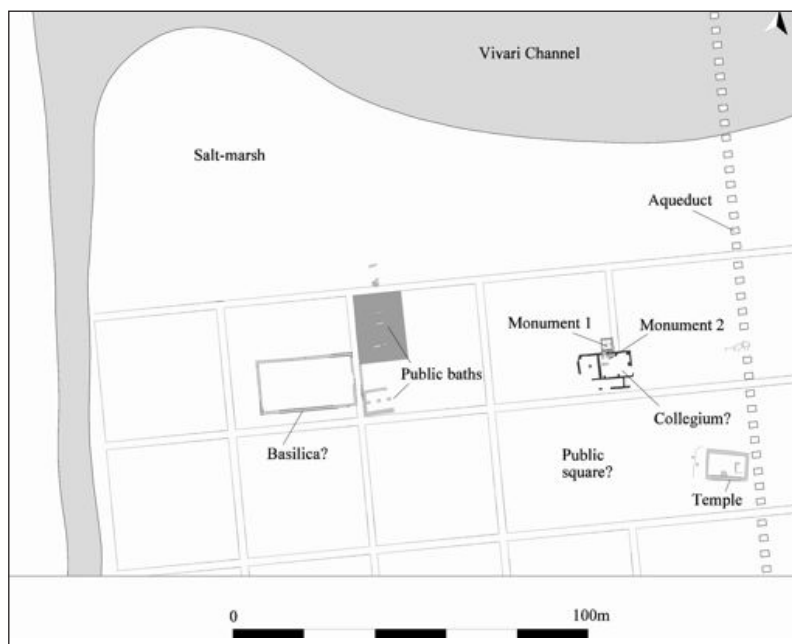 Vivari Channel
Salt-marsh
Aqueduct
Monument 1
Monument 2
Public baths
Collegium?
Basilica?
Public
square?
Temple
0
100m